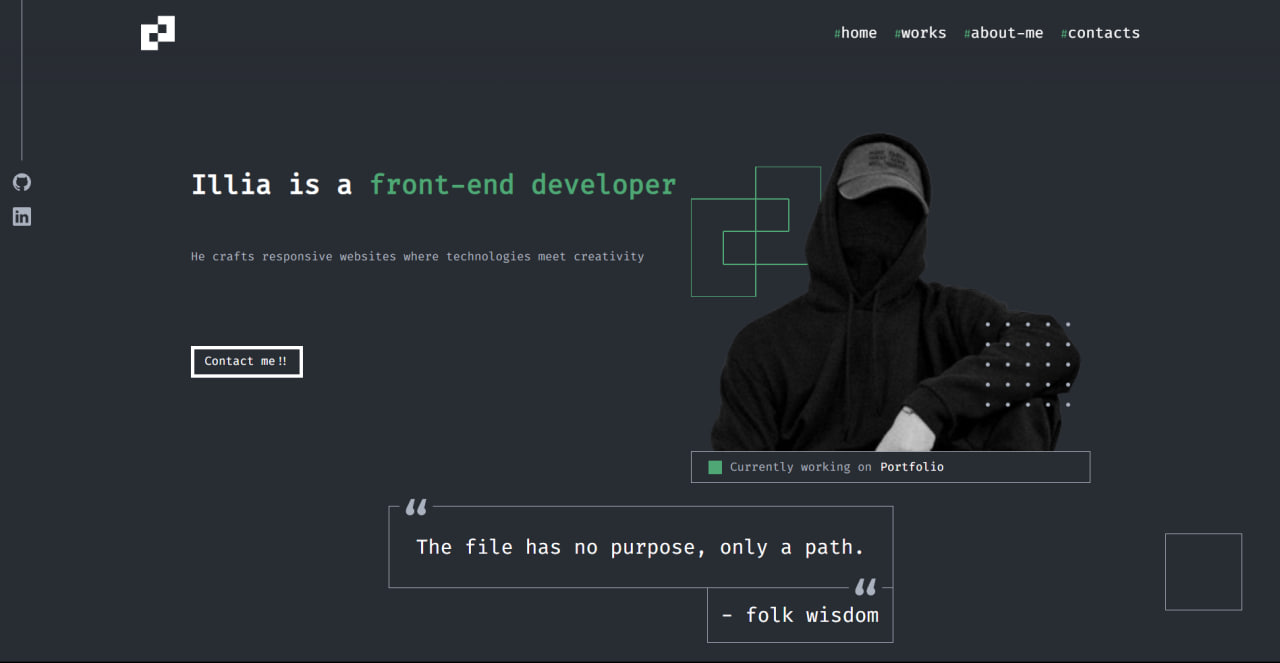 #home #works #about-me #contacts
Illia is a front-end developer
He crafts responsive websites where technologies meet creativity
Contact me!!
Currently working on Portfolio
The file has no purpose, only a path.
- folk wisdom